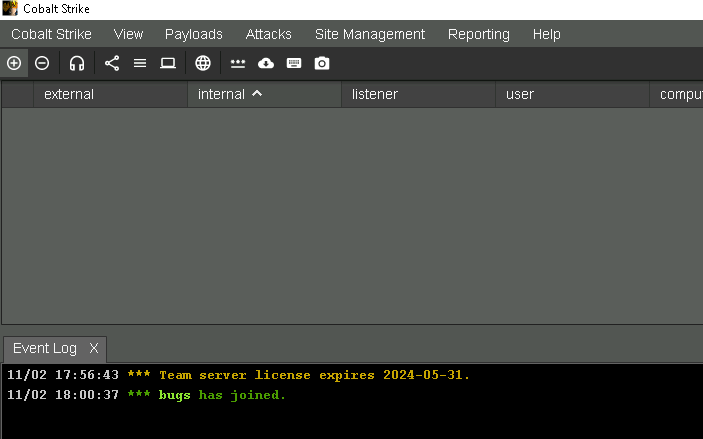 Cobalt Strike
Cobalt Strike View Payloads Attacks Site Management Reporting Help
external internal listener user comput
Event Log X
11/02 17:56:43 *** Team server license expires 2024-05-31.
11/02 18:00:37 *** bugs has joined.